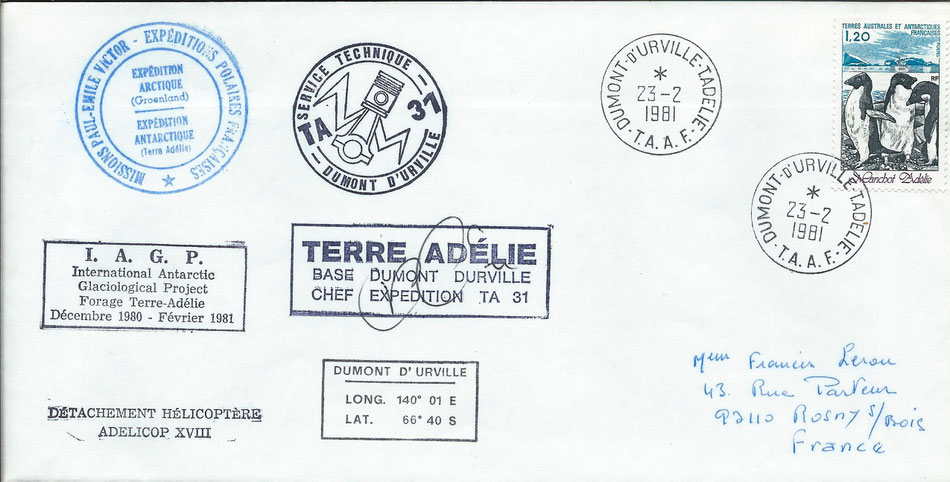 MISSIONS PAUL-EMILE VICTOR - EXPÉDITIONS POLAIRES FRANÇAISES
EXPÉDITION
ARCTIQUE
(Groenland)
EXPÉDITION
ANTARCTIQUE
(Terre Adélie)
SERVICE TECHNIQUE
TA 31
DUMONT D'URVILLE
DUMONT-D'URVILLE-T.ADELIE
23-2
1981
T.A.A.F.
TERRES AUSTRALES ET ANTARCTIQUES
FRANÇAISES
1,20
RF
Manchot Adélie
DUMONT-D'URVILLE-T.ADELIE
23-2
1981
T.A.A.F.
I. A. G. P.
International Antarctic
Glaciological Project
Forage Terre-Adélie
Décembre 1980 - Février 1981
TERRE ADÉLIE
BASE DUMONT DURVILLE
CHEF EXPEDITION TA 31
DUMONT D' URVILLE
LONG. 140° 01 E
LAT. 66° 40 S
DÉTACHEMENT HÉLICOPTÈRE
ADELICOP XVIII
Francis Lerou
43. Rue Pasteur
93110 Rosny s/Bois
France